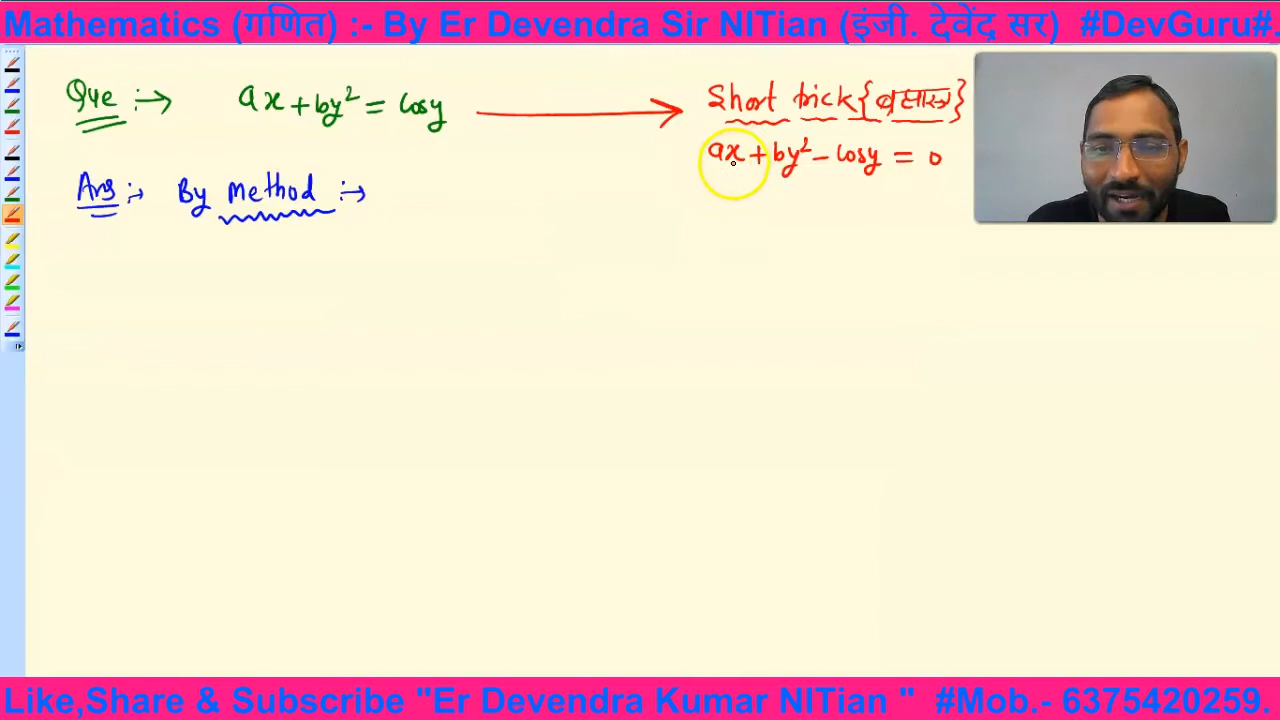 Mathematics (गणित) :- By Er Devendra Sir NITian (इंजी. देवेंद्र सर) #DevGuru#.
Que :→ ax + by² = cosy
Short trick {ब्रह्मास्त्र}
ax + by² - cosy = 0
Ans :→ By Method :→
Like,Share & Subscribe "Er Devendra Kumar NITian " #Mob.- 6375420259.